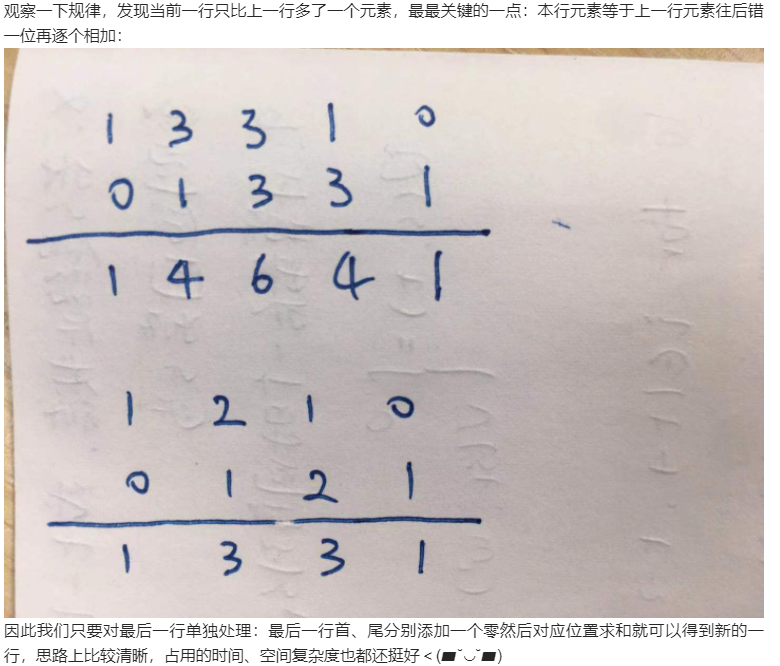 观察一下规律，发现当前一行只比上一行多了一个元素，最最关键的一点：本行元素等于上一行元素往后错
一位再逐个相加：
1 3 3 1 0
0 1 3 3 1
1 4 6 4 1
1 2 1 0
0 1 2 1
1 3 3 1
因此我们只要对最后一行单独处理：最后一行首、尾分别添加一个零然后对应位置求和就可以得到新的一
行，思路上比较清晰，占用的时间、空间复杂度也都还挺好＜(▰˘◡˘▰)